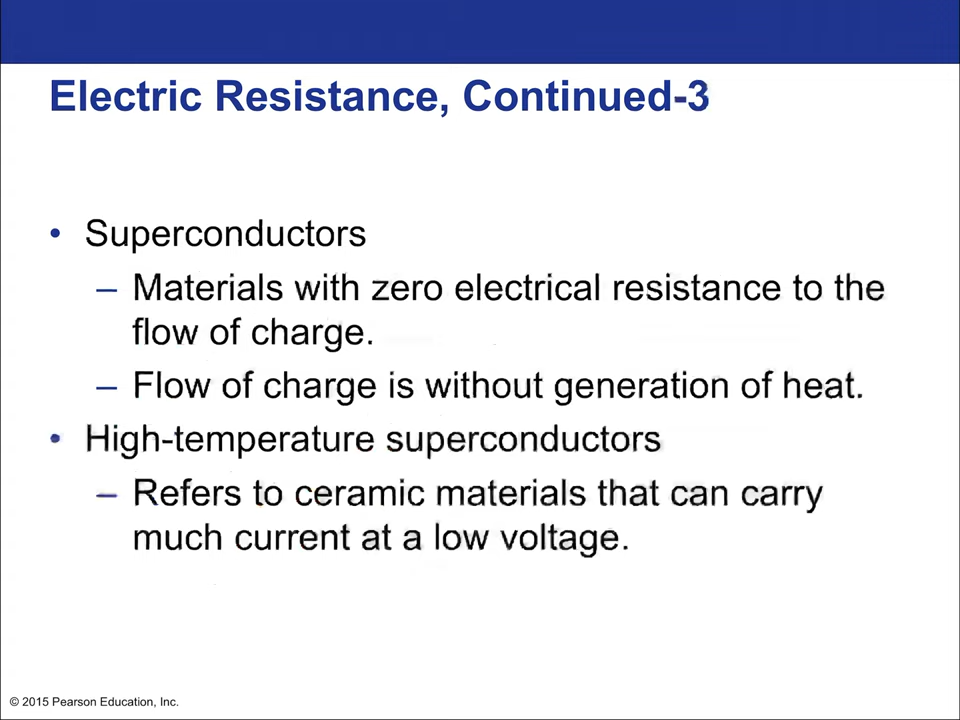 Electric Resistance, Continued-3
• Superconductors
– Materials with zero electrical resistance to the
flow of charge.
– Flow of charge is without generation of heat.
• High-temperature superconductors
– Refers to ceramic materials that can carry
much current at a low voltage.
© 2015 Pearson Education, Inc.